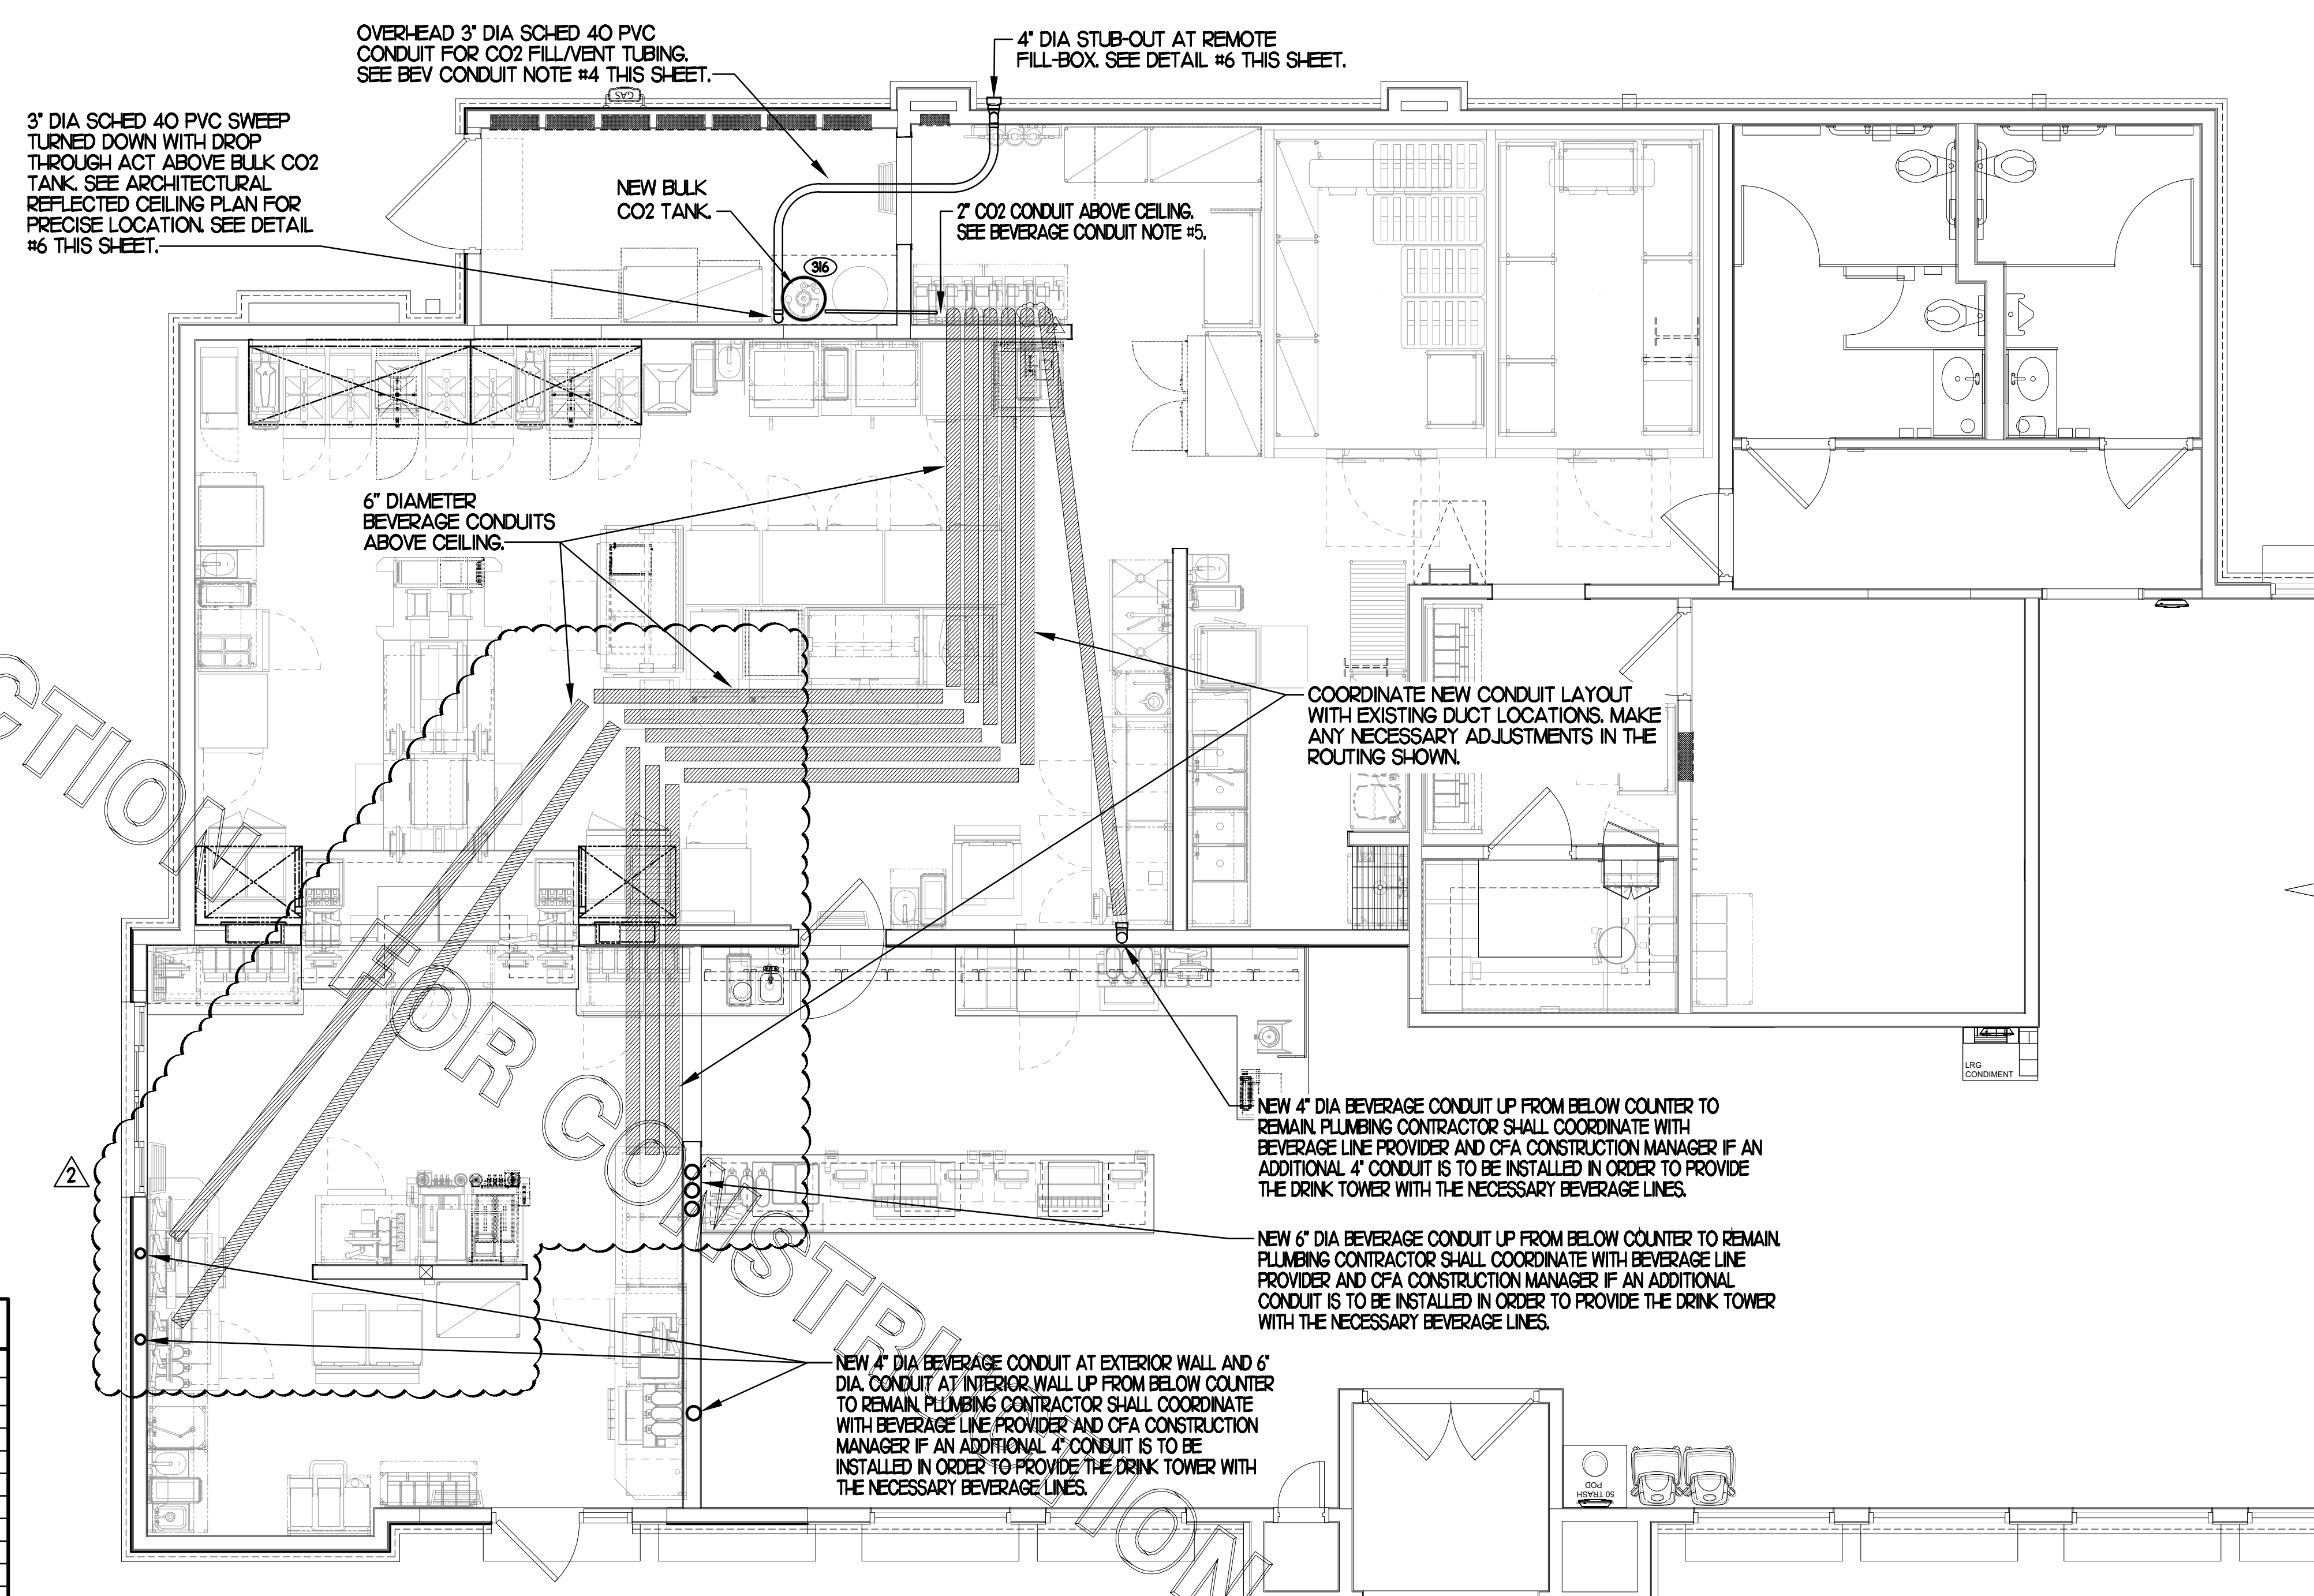 OVERHEAD 3" DIA SCHED 40 PVC
CONDUIT FOR CO2 FILL/VENT TUBING.
SEE BEV CONDUIT NOTE #4 THIS SHEET.
4" DIA STUB-OUT AT REMOTE
FILL-BOX. SEE DETAIL #6 THIS SHEET.
GAS
3" DIA SCHED 40 PVC SWEEP
TURNED DOWN WITH DROP
THROUGH ACT ABOVE BULK CO2
TANK. SEE ARCHITECTURAL
REFLECTED CEILING PLAN FOR
PRECISE LOCATION. SEE DETAIL
#6 THIS SHEET.
NEW BULK
CO2 TANK.
2" CO2 CONDUIT ABOVE CEILING.
SEE BEVERAGE CONDUIT NOTE #5.
316
2
6" DIAMETER
BEVERAGE CONDUITS
ABOVE CEILING.
COORDINATE NEW CONDUIT LAYOUT
WITH EXISTING DUCT LOCATIONS. MAKE
ANY NECESSARY ADJUSTMENTS IN THE
ROUTING SHOWN.
LRG
CONDIMENT
NEW 4" DIA BEVERAGE CONDUIT UP FROM BELOW COUNTER TO
REMAIN. PLUMBING CONTRACTOR SHALL COORDINATE WITH
BEVERAGE LINE PROVIDER AND CFA CONSTRUCTION MANAGER IF AN
ADDITIONAL 4" CONDUIT IS TO BE INSTALLED IN ORDER TO PROVIDE
THE DRINK TOWER WITH THE NECESSARY BEVERAGE LINES.
2
NEW 6" DIA BEVERAGE CONDUIT UP FROM BELOW COUNTER TO REMAIN.
PLUMBING CONTRACTOR SHALL COORDINATE WITH BEVERAGE LINE
PROVIDER AND CFA CONSTRUCTION MANAGER IF AN ADDITIONAL
CONDUIT IS TO BE INSTALLED IN ORDER TO PROVIDE THE DRINK TOWER
WITH THE NECESSARY BEVERAGE LINES.
NEW 4" DIA BEVERAGE CONDUIT AT EXTERIOR WALL AND 6"
DIA. CONDUIT AT INTERIOR WALL UP FROM BELOW COUNTER
TO REMAIN. PLUMBING CONTRACTOR SHALL COORDINATE
WITH BEVERAGE LINE PROVIDER AND CFA CONSTRUCTION
MANAGER IF AN ADDITIONAL 4" CONDUIT IS TO BE
INSTALLED IN ORDER TO PROVIDE THE DRINK TOWER WITH
THE NECESSARY BEVERAGE LINES.
50 TRASH
POD
CTION
FOR CONSTRUCTION